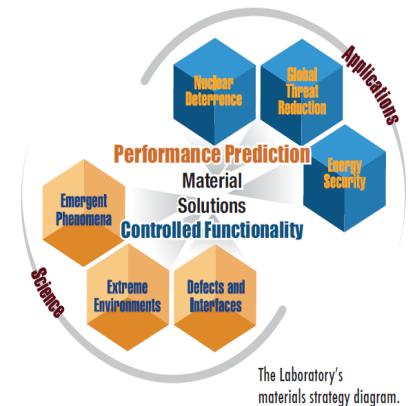 Applications
Nuclear
Deterrence
Global
Threat
Reduction
Energy
Security
Performance Prediction
Material
Solutions
Controlled Functionality
Emergent
Phenomena
Extreme
Environments
Defects and
Interfaces
Science
The Laboratory's
materials strategy diagram.